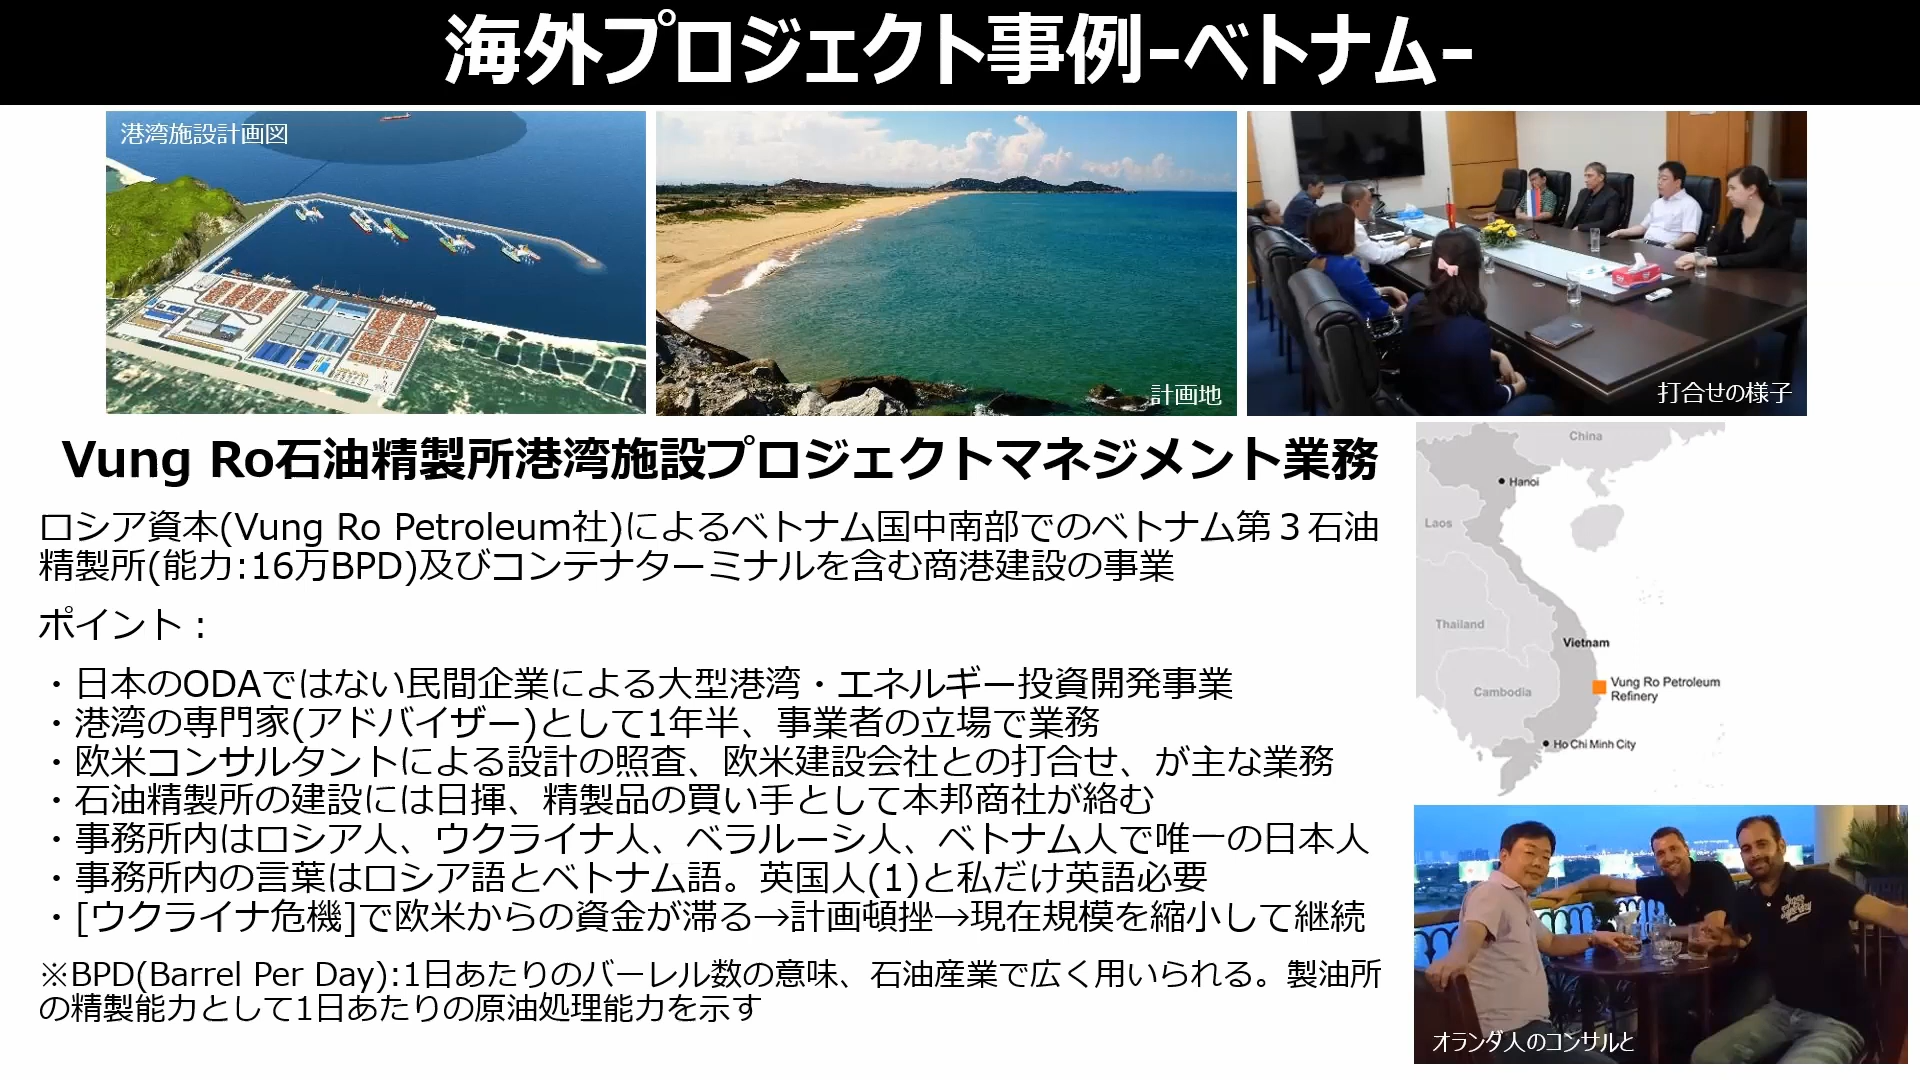 海外プロジェクト事例-ベトナム-
港湾施設計画図
計画地
打合せの様子
Vung Ro石油精製所港湾施設プロジェクトマネジメント業務
ロシア資本(Vung Ro Petroleum社)によるベトナム国中南部でのベトナム第３石油
精製所(能力:16万BPD)及びコンテナターミナルを含む商港建設の事業
ポイント：
・日本のODAではない民間企業による大型港湾・エネルギー投資開発事業
・港湾の専門家(アドバイザー)として1年半、事業者の立場で業務
・欧米コンサルタントによる設計の照査、欧米建設会社との打合せ、が主な業務
・石油精製所の建設には日揮、精製品の買い手として本邦商社が絡む
・事務所内はロシア人、ウクライナ人、ベラルーシ人、ベトナム人で唯一の日本人
・事務所内の言葉はロシア語とベトナム語。英国人(1)と私だけ英語必要
・[ウクライナ危機]で欧米からの資金が滞る→計画頓挫→現在規模を縮小して継続
※BPD(Barrel Per Day):1日あたりのバーレル数の意味、石油産業で広く用いられる。製油所
の精製能力として1日あたりの原油処理能力を示す
China
Hanoi
Laos
Thailand
Vietnam
Vung Ro Petroleum
Refinery
Cambodia
Ho Chi Minh City
オランダ人のコンサルと